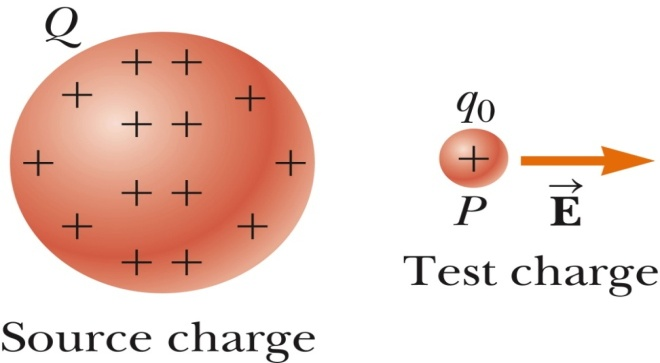 Q
+ +
+ +
+ +
+ +
+ +
+ +
+ +
q0
+
P
E
Test charge
Source charge